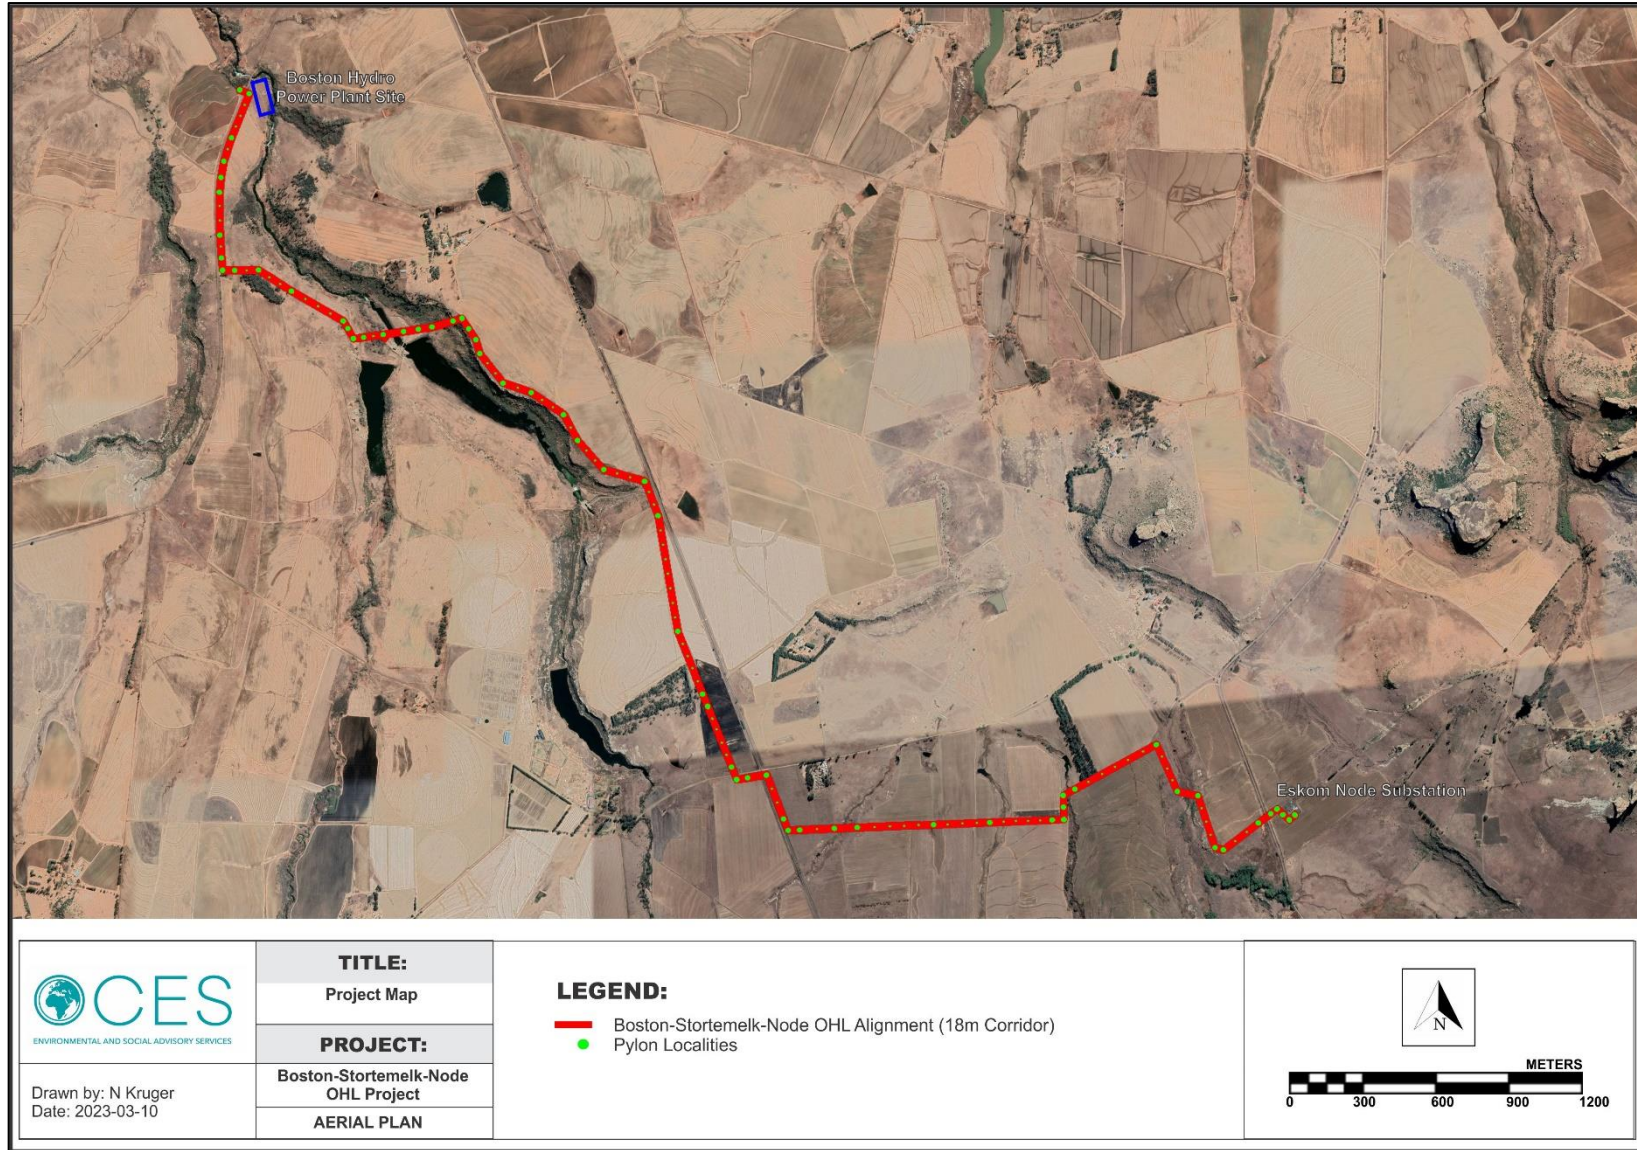 Boston Hydro
Power Plant Site
Eskom Node Substation
CES
ENVIRONMENTAL AND SOCIAL ADVISORY SERVICES
Drawn by: N Kruger
Date: 2023-03-10
TITLE:
Project Map
PROJECT:
Boston-Stortemelk-Node
OHL Project
AERIAL PLAN
LEGEND:
Boston-Stortemelk-Node OHL Alignment (18m Corridor)
Pylon Localities
N
METERS
0 300 600 900 1200